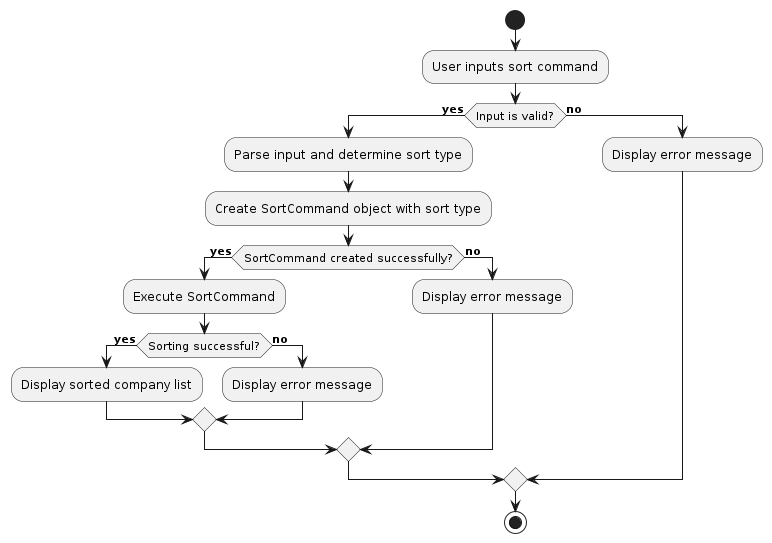 User inputs sort command
yes
Input is valid?
no
Parse input and determine sort type
Display error message
Create SortCommand object with sort type
yes
SortCommand created successfully?
no
Execute SortCommand
Display error message
yes
Sorting successful?
no
Display sorted company list
Display error message